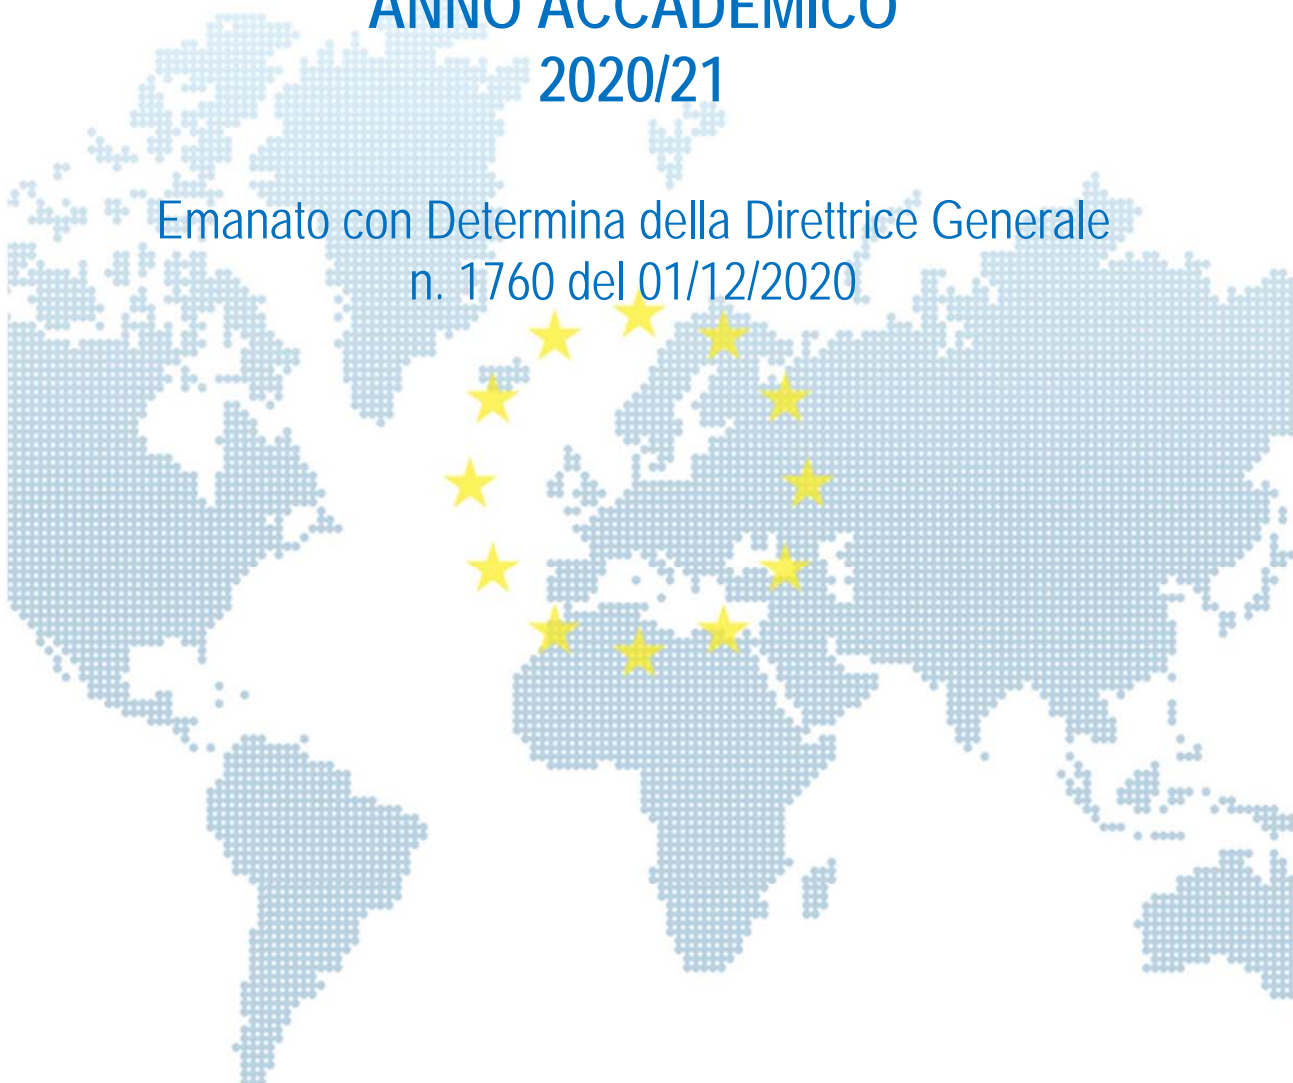 ANNO ACCADEMICO
2020/21
Emanato con Determina della Direttrice Generale
n. 1760 del 01/12/2020